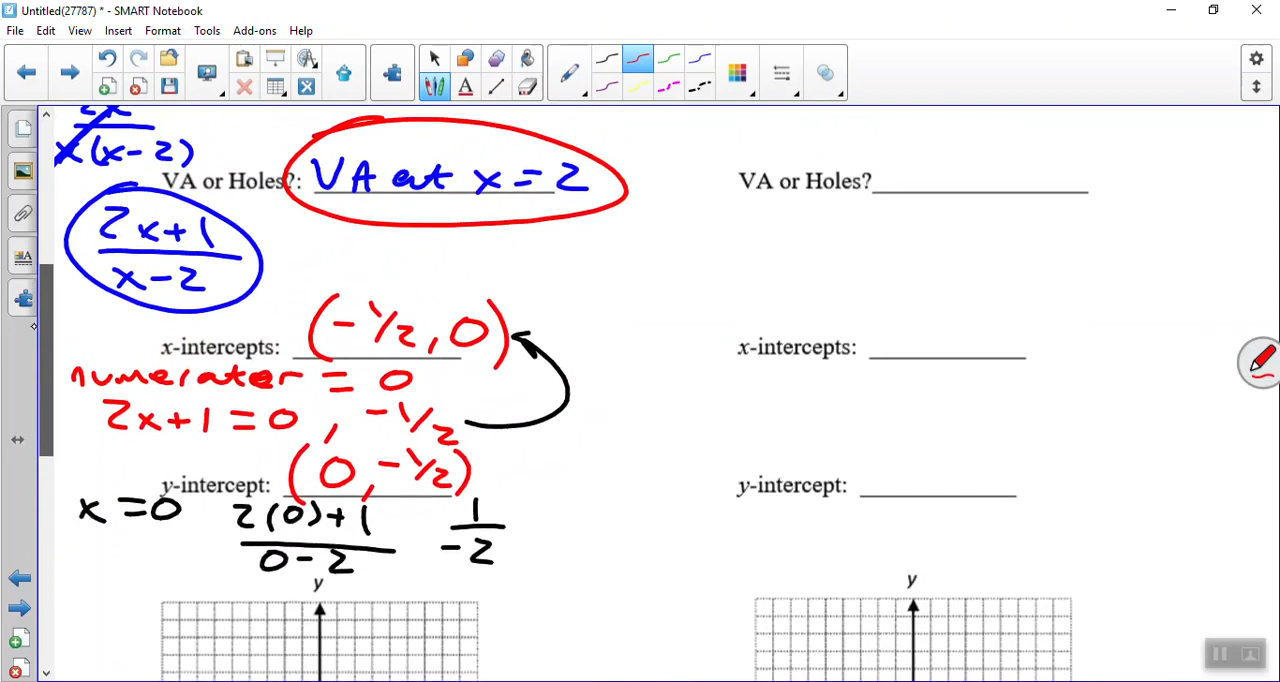 Untitled(27787) * - SMART Notebook
File Edit View Insert Format Tools Add-ons Help
2x
x(x-2)
VA or Holes?: VA at x = 2
2x+1
x-2
x-intercepts: (-1/2, 0)
numerater = 0
2x+1=0, -1/2
y-intercept: (0, -1/2)
x = 0
2(0)+1
0-2
1
-2
y
VA or Holes?
x-intercepts:
y-intercept:
y